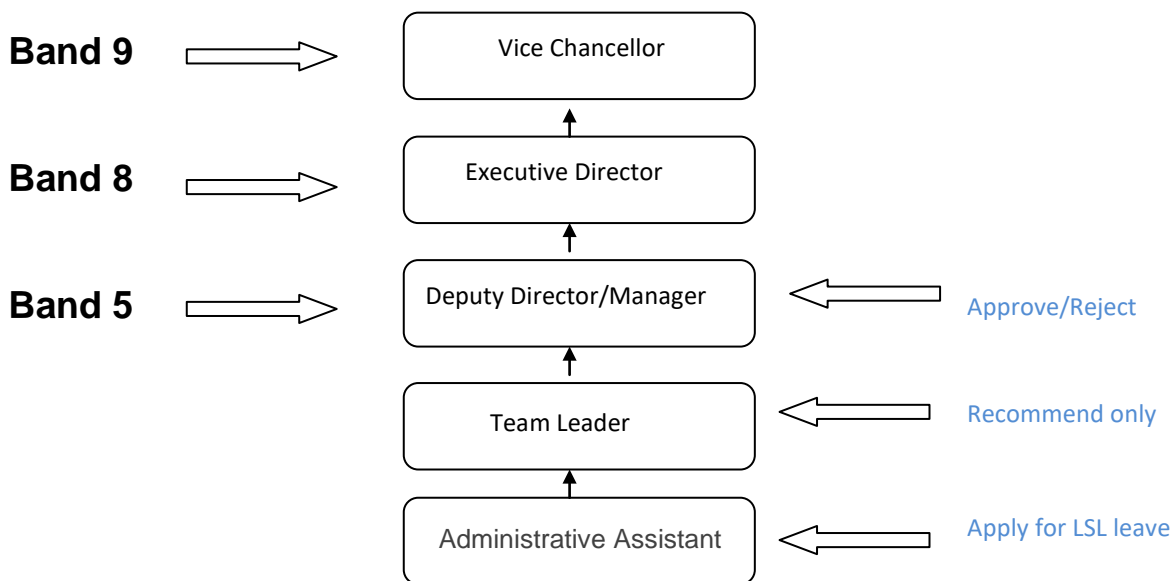 Band 9
Vice Chancellor
Band 8
Executive Director
Band 5
Deputy Director/Manager
Approve/Reject
Team Leader
Recommend only
Administrative Assistant
Apply for LSL leave